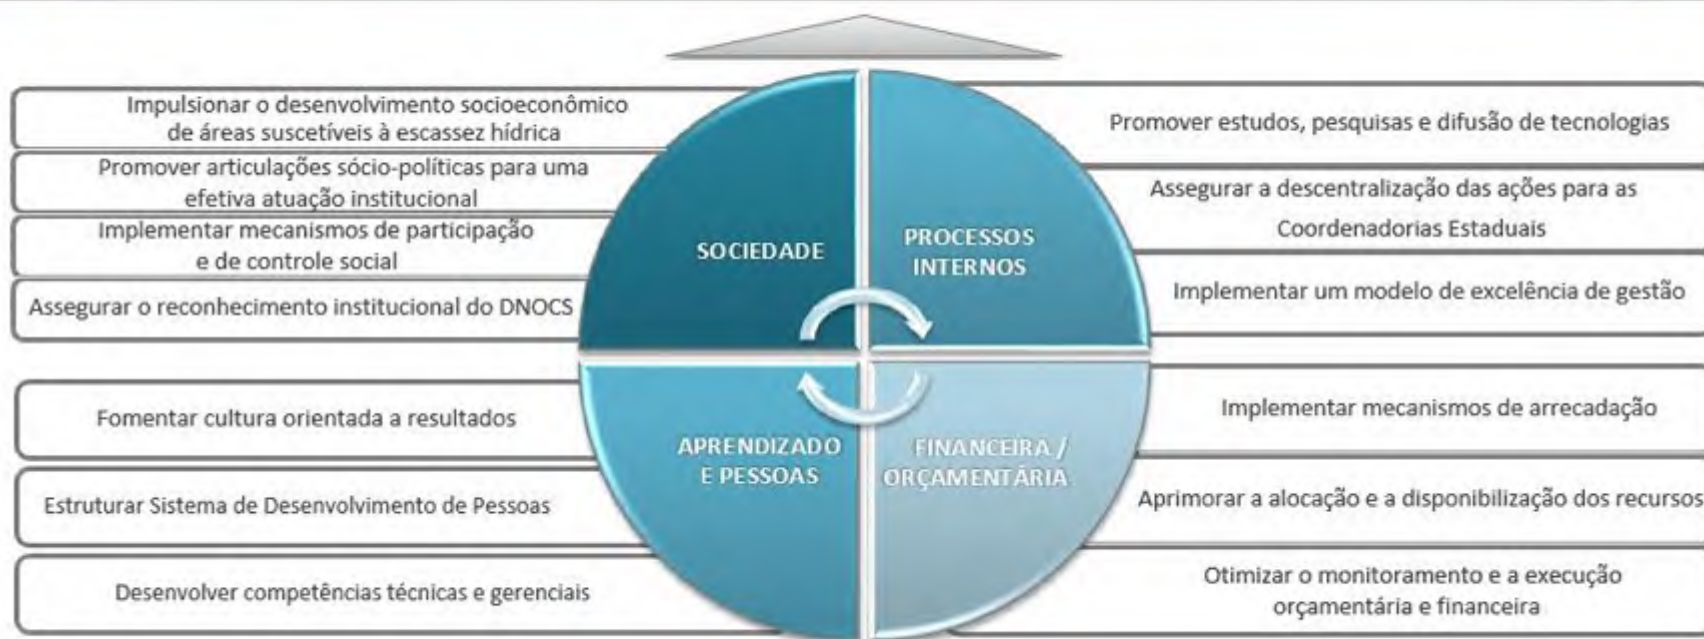 Impulsionar o desenvolvimento socioeconômico
de áreas suscetíveis à escassez hídrica
Promover articulações sócio-políticas para uma
efetiva atuação institucional
Implementar mecanismos de participação
e de controle social
Assegurar o reconhecimento institucional do DNOCS
SOCIEDADE
PROCESSOS
INTERNOS
Promover estudos, pesquisas e difusão de tecnologias
Assegurar a descentralização das ações para as
Coordenadorias Estaduais
Implementar um modelo de excelência de gestão
Fomentar cultura orientada a resultados
Estruturar Sistema de Desenvolvimento de Pessoas
Desenvolver competências técnicas e gerenciais
APRENDIZADO
E PESSOAS
FINANCEIRA /
ORÇAMENTÁRIA
Implementar mecanismos de arrecadação
Aprimorar a alocação e a disponibilização dos recursos
Otimizar o monitoramento e a execução
orçamentária e financeira